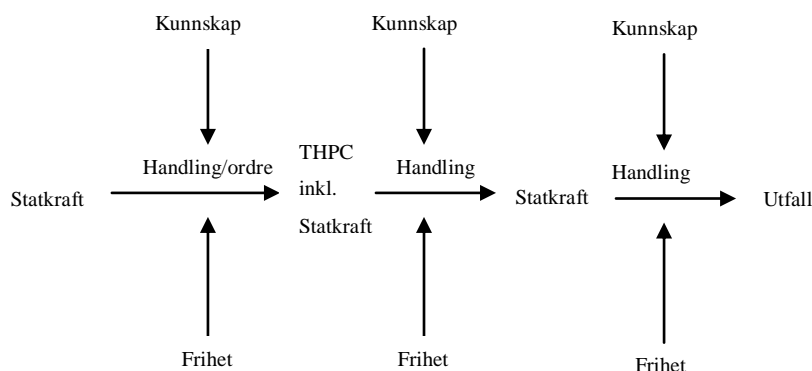 Kunnskap
Kunnskap
Kunnskap
Handling/ordre
THPC
inkl.
Statkraft
Handling
Handling
Statkraft
Statkraft
Utfall
Frihet
Frihet
Frihet